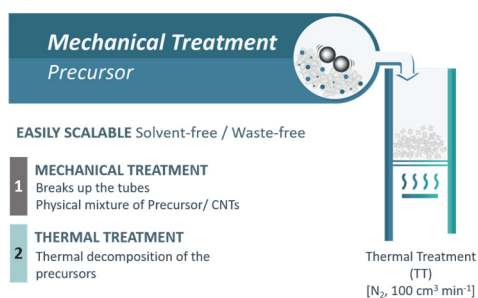 Mechanical Treatment
Precursor
EASILY SCALABLE Solvent-free / Waste-free
1
MECHANICAL TREATMENT
Breaks up the tubes
Physical mixture of Precursor/ CNTs
2
THERMAL TREATMENT
Thermal decomposition of the
precursors
Thermal Treatment
(TT)
[N₂, 100 cm³ min⁻¹]